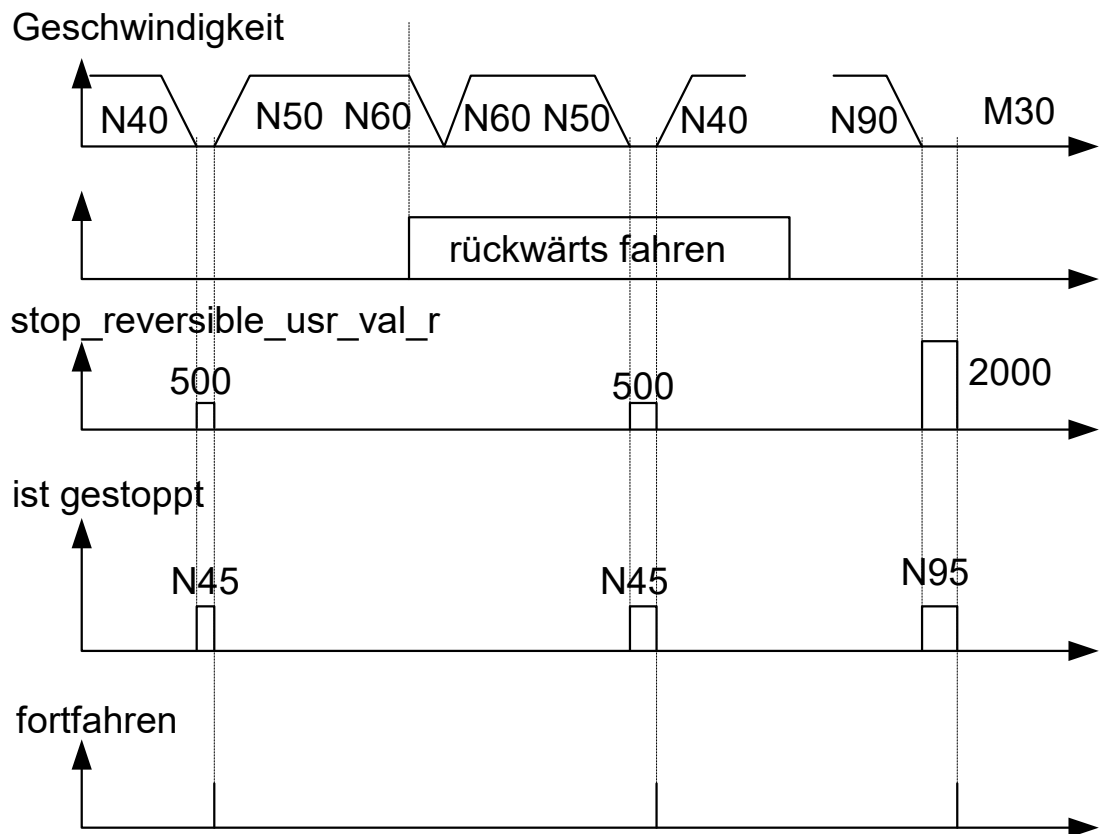 Geschwindigkeit
N40 N50 N60 N60 N50 N40 N90 M30
rückwärts fahren
stop_reversible_usr_val_r
500 500 2000
ist gestoppt
N45 N45 N95
fortfahren